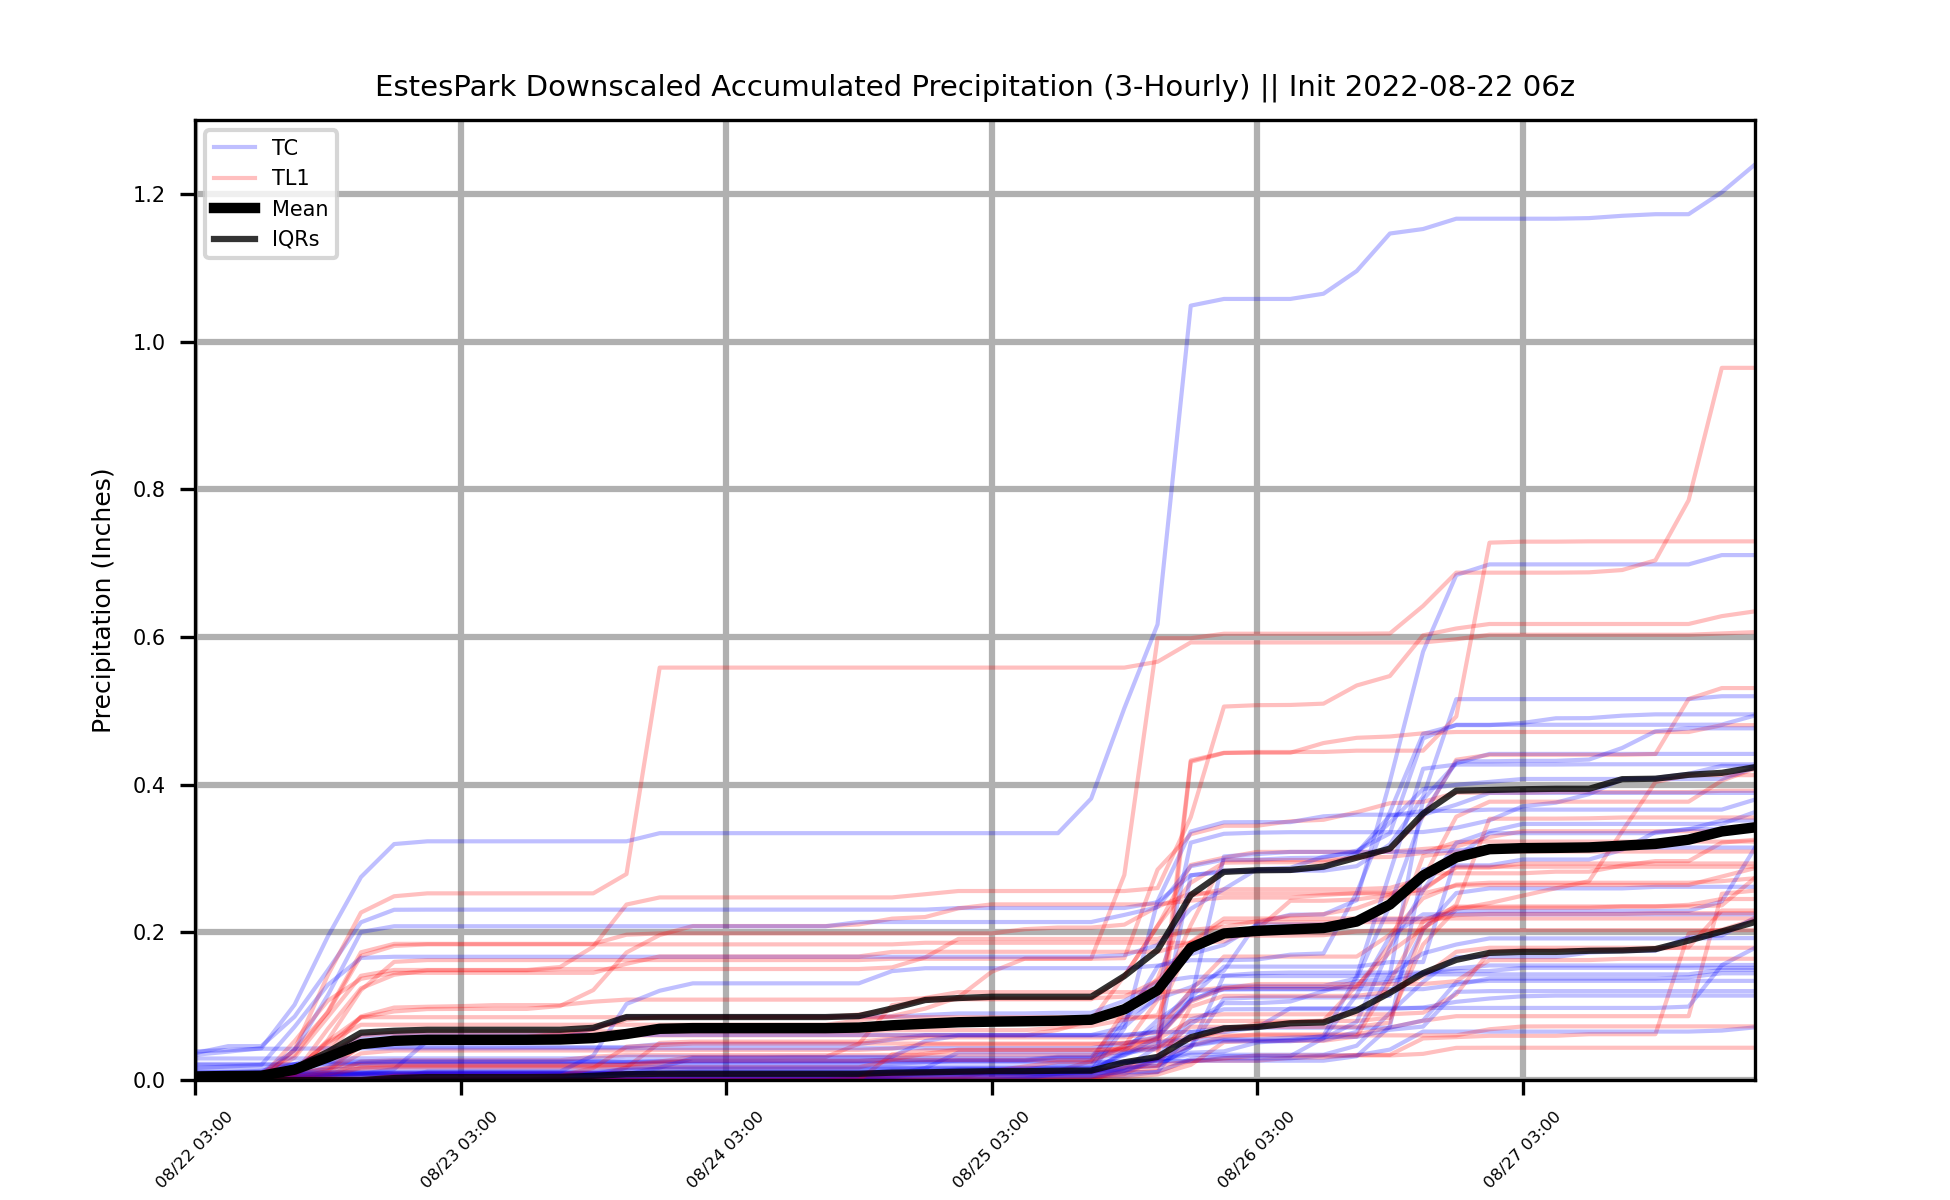 EstesPark Downscaled Accumulated Precipitation (3-Hourly) || Init 2022-08-22 06z
TC
TL1
Mean
IQRs
Precipitation (Inches)
1.2
1.0
0.8
0.6
0.4
0.2
0.0
08/22 03:00
08/23 03:00
08/24 03:00
08/25 03:00
08/26 03:00
08/27 03:00